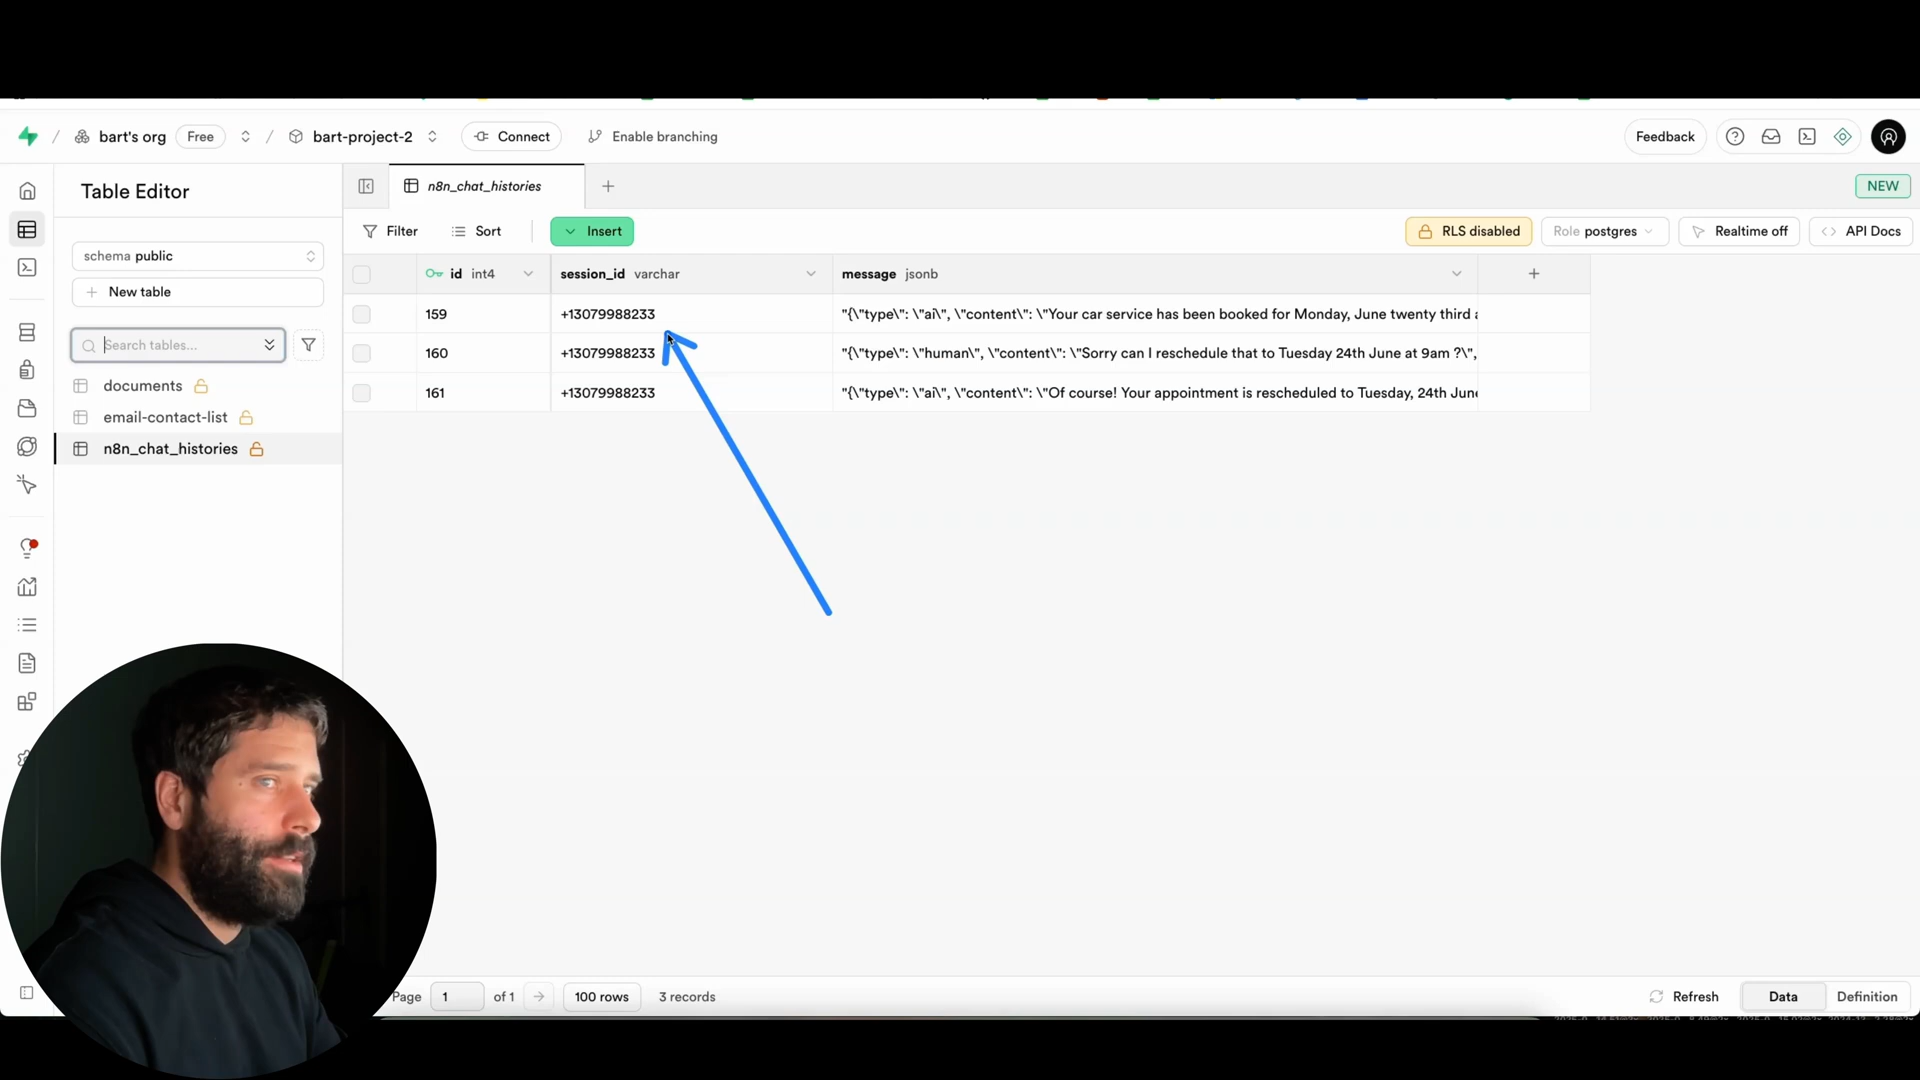 / bart's org Free / bart-project-2 Connect Enable branching Feedback
Table Editor
n8n_chat_histories
NEW
Filter Sort Insert RLS disabled Role postgres Realtime off API Docs
schema public
New table
Search tables...
documents
email-contact-list
n8n_chat_histories
id int4 session_id varchar message jsonb
159 +13079988233 "{\"type\": \"ai\", \"content\": \"Your car service has been booked for Monday, June twenty third a
160 +13079988233 "{\"type\": \"human\", \"content\": \"Sorry can I reschedule that to Tuesday 24th June at 9am ?\",
161 +13079988233 "{\"type\": \"ai\", \"content\": \"Of course! Your appointment is rescheduled to Tuesday, 24th June
Page 1 of 1 100 rows 3 records Refresh Data Definition